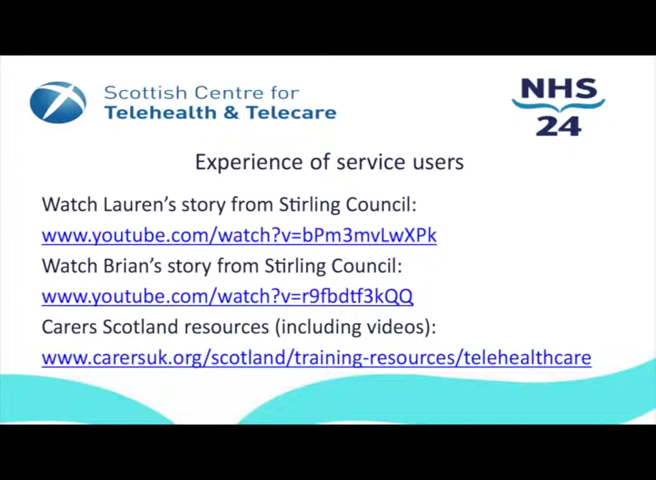 Scottish Centre for
Telehealth & Telecare
NHS
24
Experience of service users
Watch Lauren's story from Stirling Council:
www.youtube.com/watch?v=bPm3mvLwXPk
Watch Brian's story from Stirling Council:
www.youtube.com/watch?v=r9fbdtf3kQQ
Carers Scotland resources (including videos):
www.carersuk.org/scotland/training-resources/telehealthcare